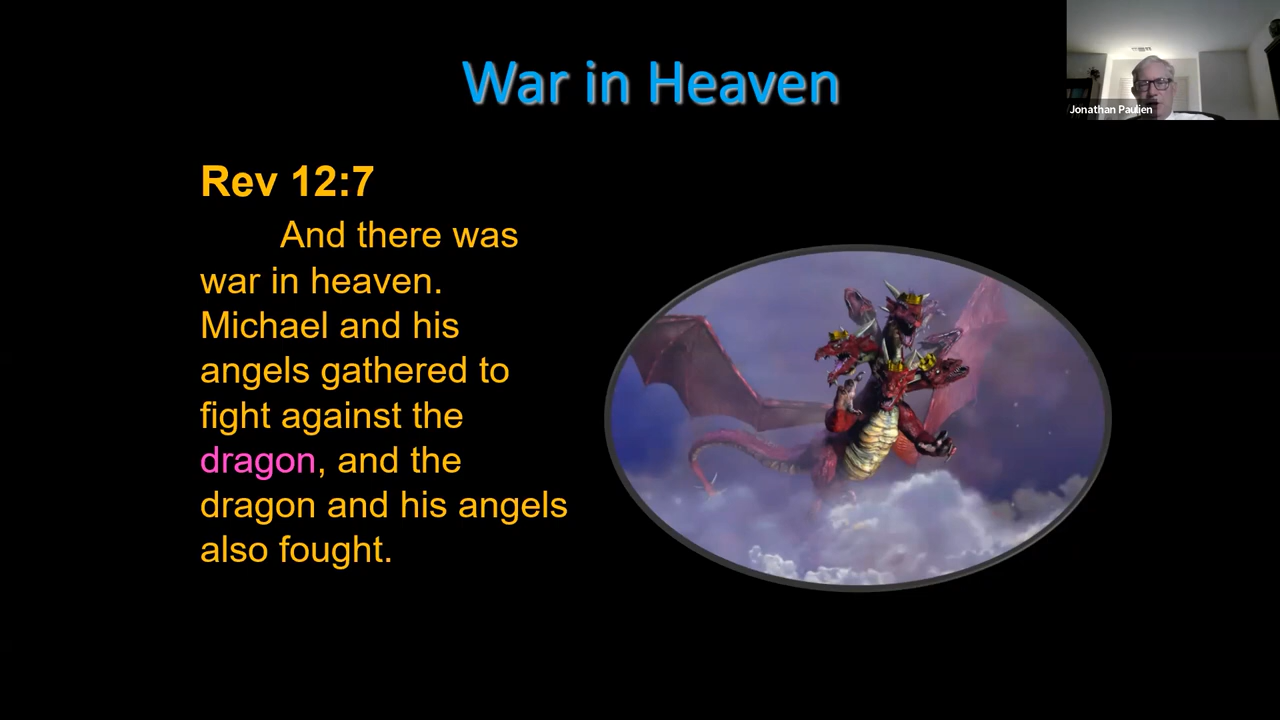 War in Heaven
Jonathan Paulien
Rev 12:7
And there was
war in heaven.
Michael and his
angels gathered to
fight against the
dragon, and the
dragon and his angels
also fought.